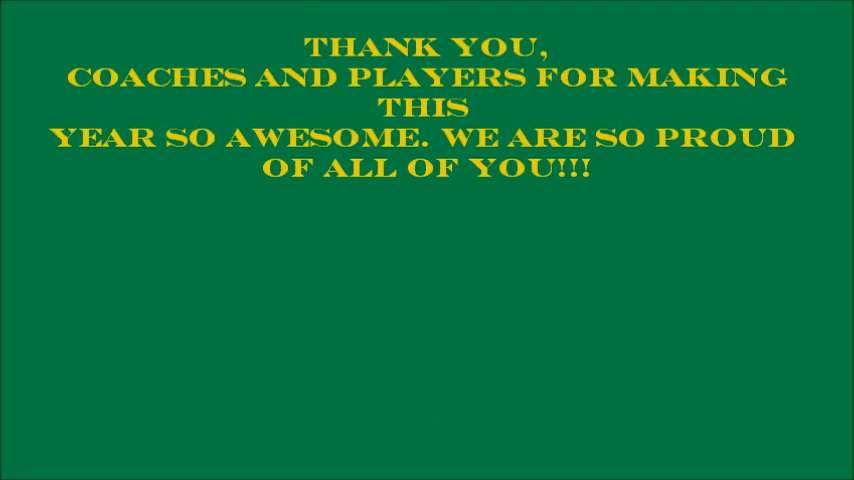 THANK YOU,
COACHES AND PLAYERS FOR MAKING
THIS
YEAR SO AWESOME. WE ARE SO PROUD
OF ALL OF YOU!!!